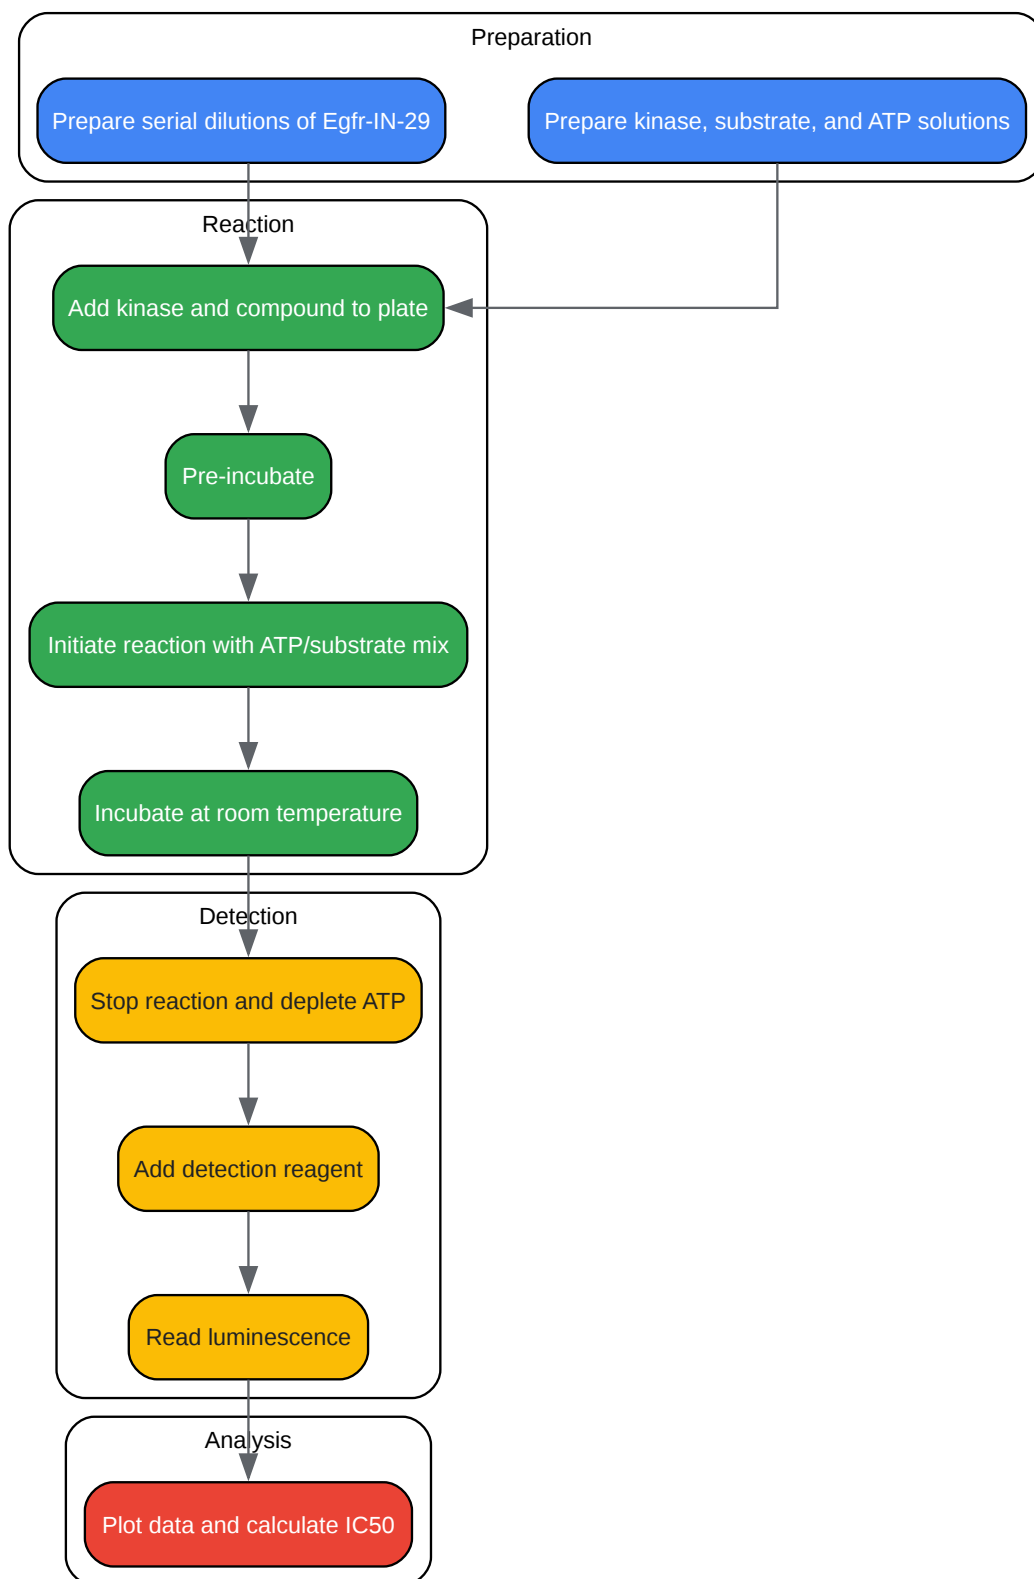 Preparation
Prepare serial dilutions of Egfr-IN-29
Prepare kinase, substrate, and ATP solutions
Reaction
Add kinase and compound to plate
Pre-incubate
Initiate reaction with ATP/substrate mix
Incubate at room temperature
Detection
Stop reaction and deplete ATP
Add detection reagent
Read luminescence
Analysis
Plot data and calculate IC50